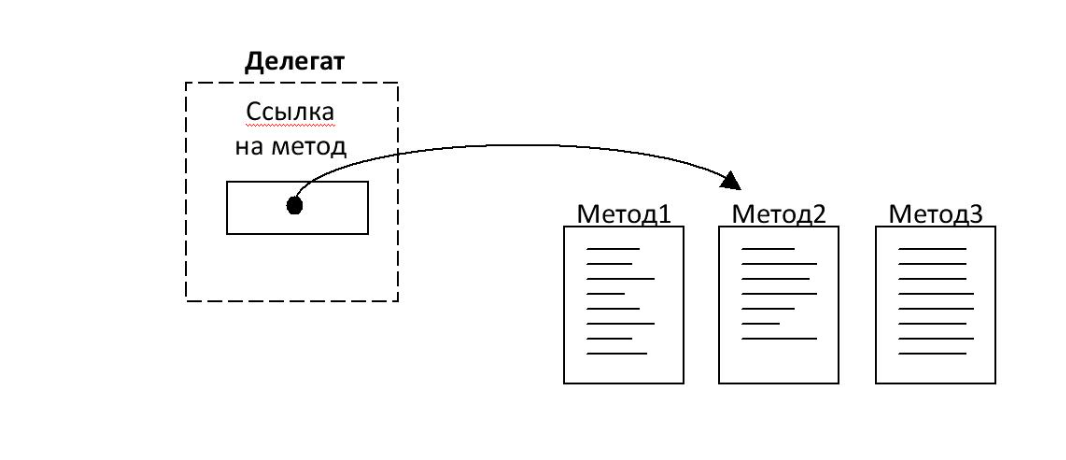 Делегат
Ссылка
на метод
Метод1
Метод2
Метод3